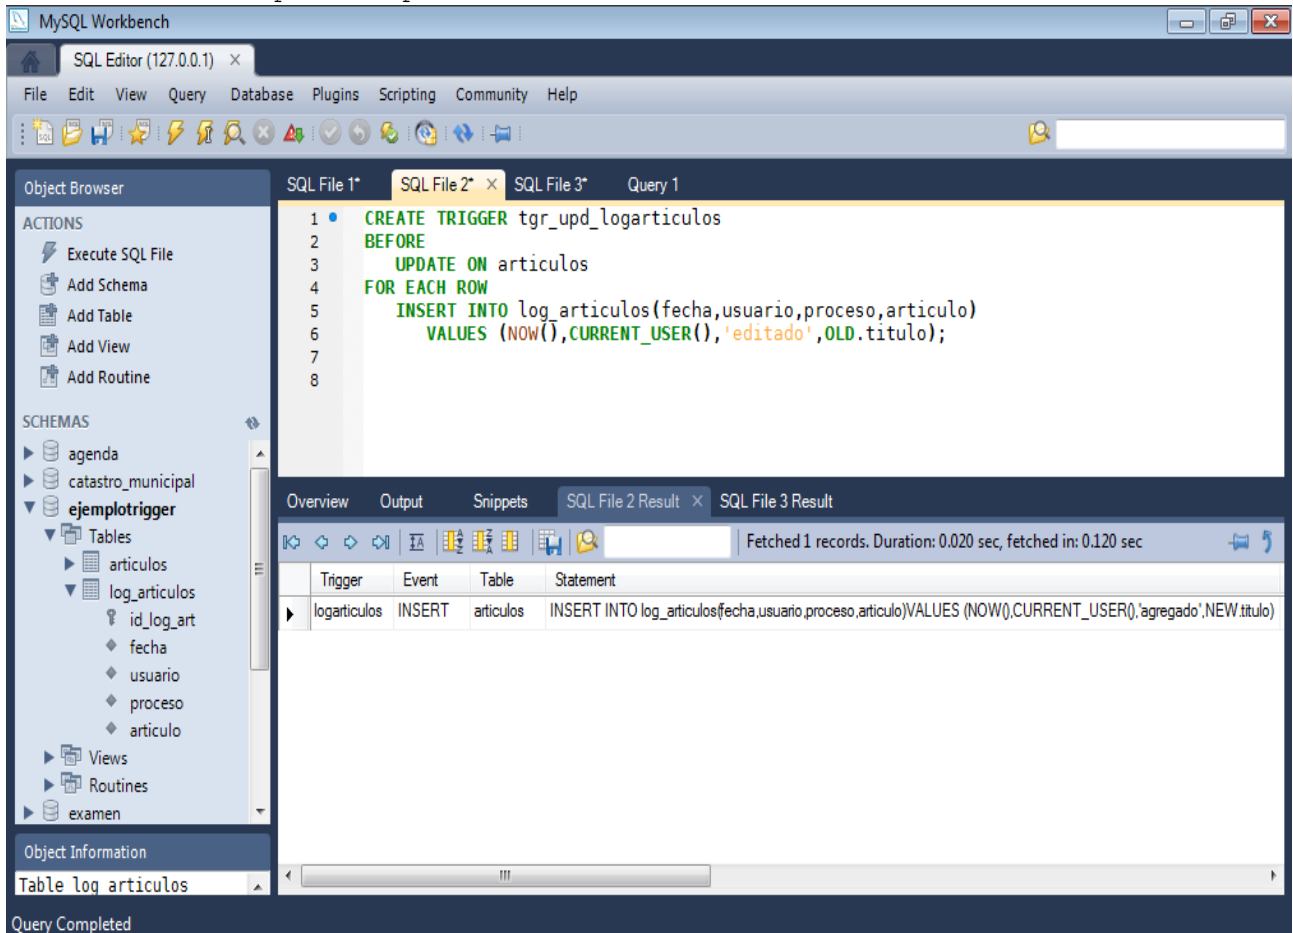 MySQL Workbench
SQL Editor (127.0.0.1)
File Edit View Query Database Plugins Scripting Community Help
Object Browser
ACTIONS
Execute SQL File
Add Schema
Add Table
Add View
Add Routine
SCHEMAS
agenda
catastro_municipal
ejemplotrigger
Tables
articulos
log_articulos
id_log_art
fecha
usuario
proceso
articulo
Views
Routines
examen
Object Information
Table log articulos
SQL File 1* SQL File 2* SQL File 3* Query 1
1 CREATE TRIGGER tgr_upd_logarticulos
2 BEFORE
3 UPDATE ON articulos
4 FOR EACH ROW
5 INSERT INTO log_articulos(fecha,usuario,proceso,articulo)
6 VALUES (NOW(),CURRENT_USER(),'editado',OLD.titulo);
7
8
Overview Output Snippets SQL File 2 Result SQL File 3 Result
Fetched 1 records. Duration: 0.020 sec, fetched in: 0.120 sec
Trigger Event Table Statement
logarticulos INSERT articulos INSERT INTO log_articulos(fecha,usuario,proceso,articulo)VALUES (NOW(),CURRENT_USER(),'agregado',NEW.titulo)
Query Completed